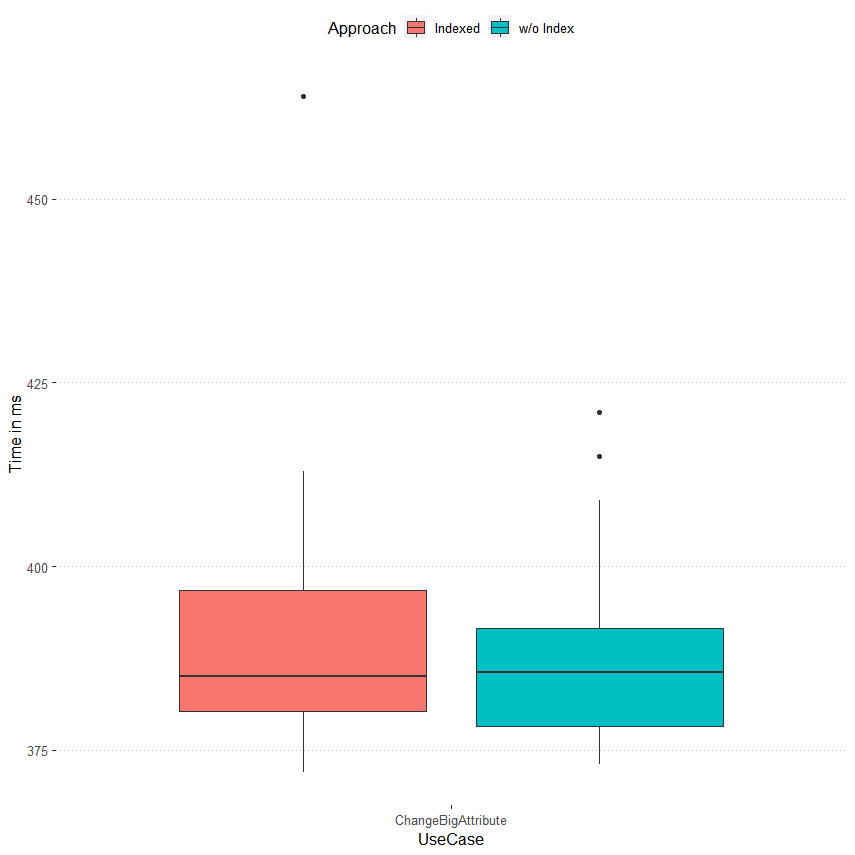 Approach Indexed w/o Index
450
425
400
375
Time in ms
ChangeBigAttribute
UseCase